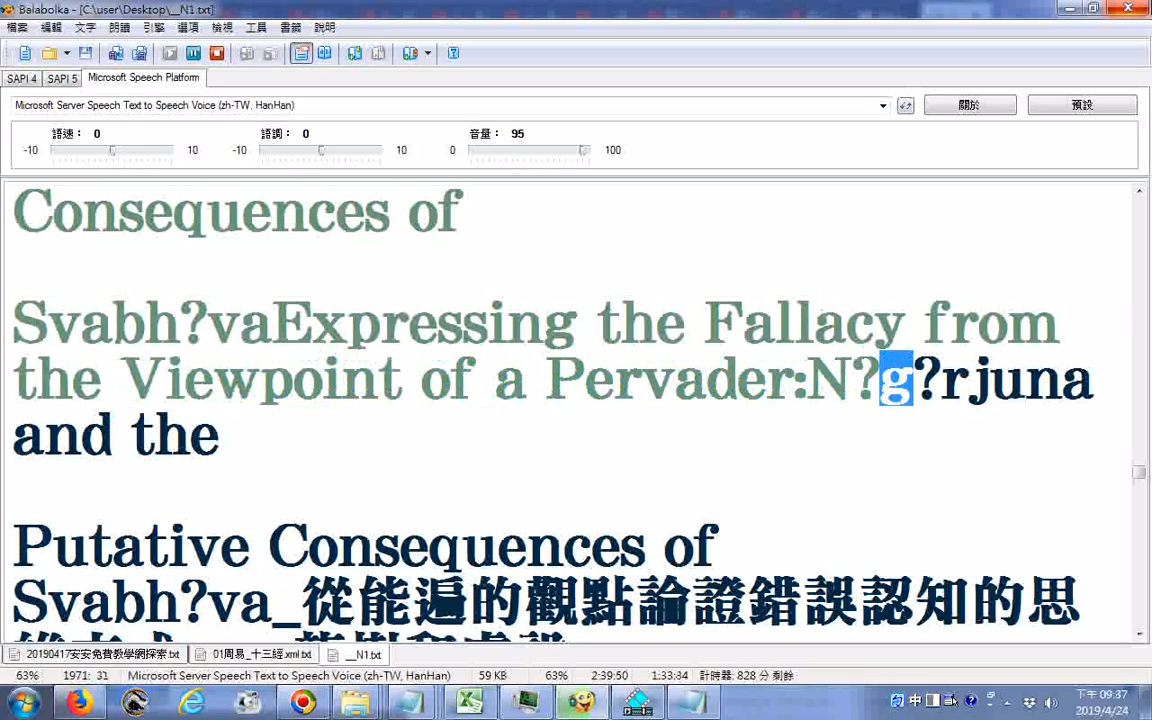 Balabolka - [C:\user\Desktop\__N1.txt]
檔案 編輯 文字 朗讀 引擎 選項 檢視 工具 書籤 說明
SAPI 4 SAPI 5 Microsoft Speech Platform
Microsoft Server Speech Text to Speech Voice (zh-TW, HanHan) 關於 預設
語速： 0 語調： 0 音量： 95
-10 10 -10 10 0 100
Consequences of
Svabh?vaExpressing the Fallacy from
the Viewpoint of a Pervader:N?g?rjuna
and the
Putative Consequences of
Svabh?va_從能遍的觀點論證錯誤認知的思
20190417安安免費教學網探索.txt 01周易_十三經.xml.txt __N1.txt
63% 1971: 31 Microsoft Server Speech Text to Speech Voice (zh-TW, HanHan) 59 KB 63% 2:39:50 1:33:34 計時器: 828 分 剩餘
中
下午 09:37
2019/4/24